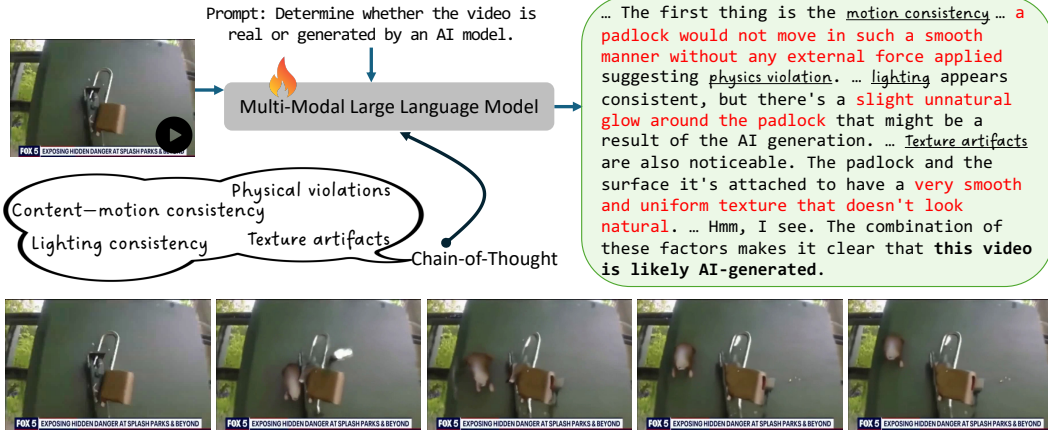 Prompt: Determine whether the video is
real or generated by an AI model.
FOX 5 EXPOSING HIDDEN DANGER AT SPLASH PARKS & BEYOND
Multi-Modal Large Language Model
Physical violations
Content-motion consistency
Lighting consistency
Texture artifacts
Chain-of-Thought
… The first thing is the motion consistency … a
padlock would not move in such a smooth
manner without any external force applied
suggesting physics violation. … lighting appears
consistent, but there's a slight unnatural
glow around the padlock that might be a
result of the AI generation. … Texture artifacts
are also noticeable. The padlock and the
surface it's attached to have a very smooth
and uniform texture that doesn't look
natural. … Hmm, I see. The combination of
these factors makes it clear that this video
is likely AI-generated.
FOX 5 EXPOSING HIDDEN DANGER AT SPLASH PARKS & BEYOND
FOX 5 EXPOSING HIDDEN DANGER AT SPLASH PARKS & BEYOND
FOX 5 EXPOSING HIDDEN DANGER AT SPLASH PARKS & BEYOND
FOX 5 EXPOSING HIDDEN DANGER AT SPLASH PARKS & BEYOND
FOX 5 EXPOSING HIDDEN DANGER AT SPLASH PARKS & BEYOND